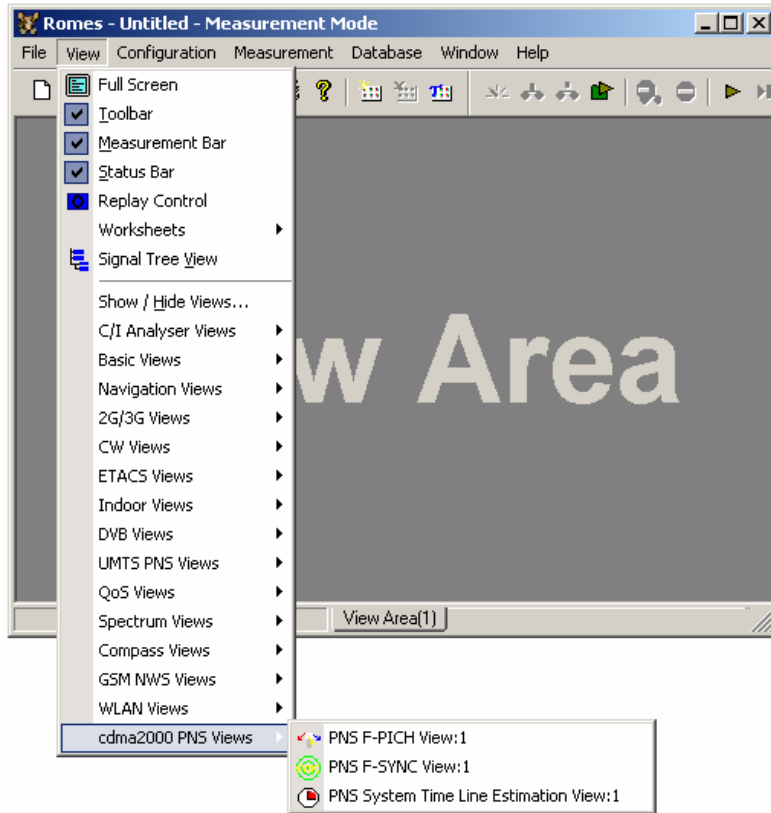 Romes - Untitled - Measurement Mode
File View Configuration Measurement Database Window Help
Full Screen
Toolbar
Measurement Bar
Status Bar
Replay Control
Worksheets
Signal Tree View
Show / Hide Views...
C/I Analyser Views
Basic Views
Navigation Views
2G/3G Views
CW Views
ETACS Views
Indoor Views
DVB Views
UMTS PNS Views
QoS Views
Spectrum Views
Compass Views
GSM NWS Views
WLAN Views
cdma2000 PNS Views
PNS F-PICH View:1
PNS F-SYNC View:1
PNS System Time Line Estimation View:1
w Area
View Area(1)